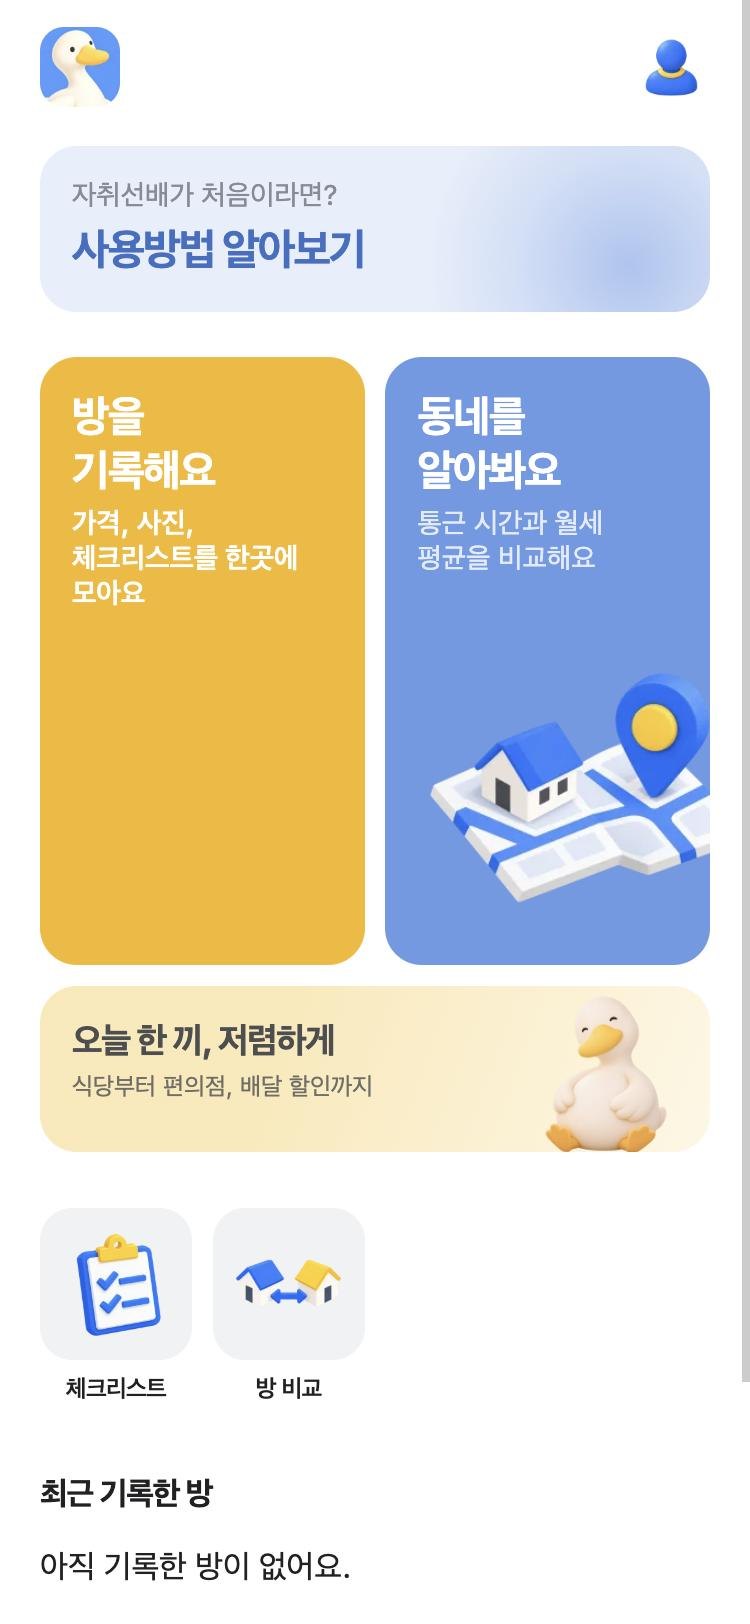 자취선배가 처음이라면?
사용방법 알아보기
방을
기록해요
가격, 사진,
체크리스트를 한곳에
모아요
동네를
알아봐요
통근 시간과 월세
평균을 비교해요
오늘 한 끼, 저렴하게
식당부터 편의점, 배달 할인까지
체크리스트
방 비교
최근 기록한 방
아직 기록한 방이 없어요.